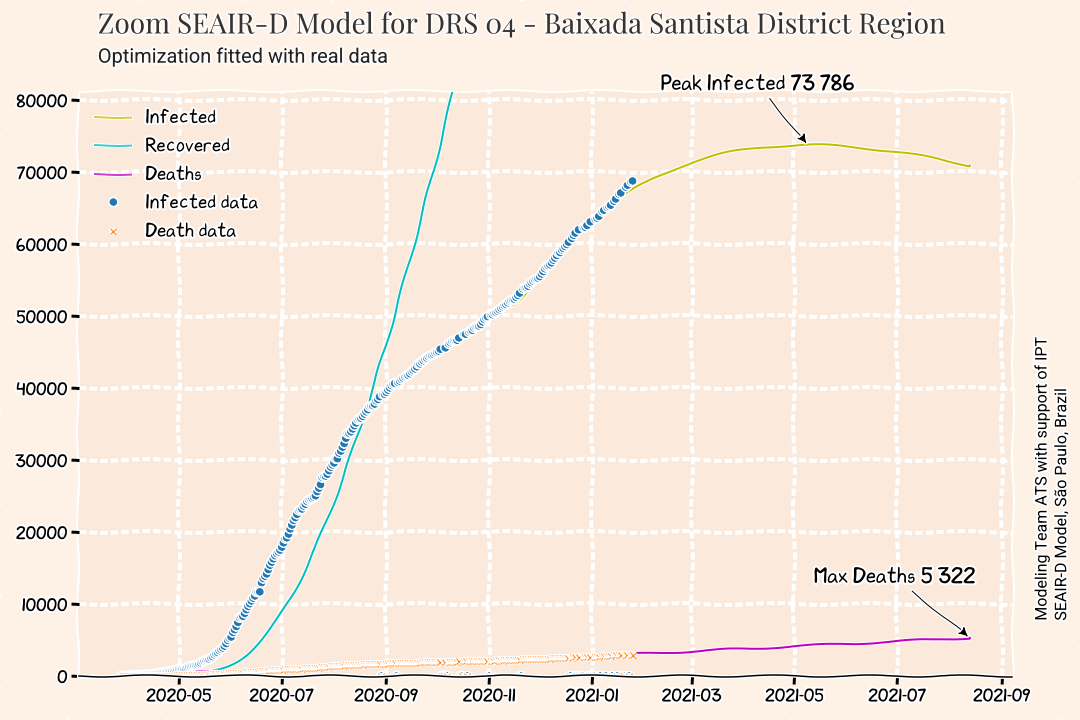 Zoom SEAIR-D Model for DRS 04 - Baixada Santista District Region
Optimization fitted with real data
Peak Infected 73 786
80000
70000
60000
50000
40000
30000
20000
10000
0
Infected
Recovered
Deaths
Infected data
Death data
Max Deaths 5 322
2020-05
2020-07
2020-09
2020-11
2021-01
2021-03
2021-05
2021-07
2021-09
Modeling Team ATS with support of IPT
SEAIR-D Model, São Paulo, Brazil